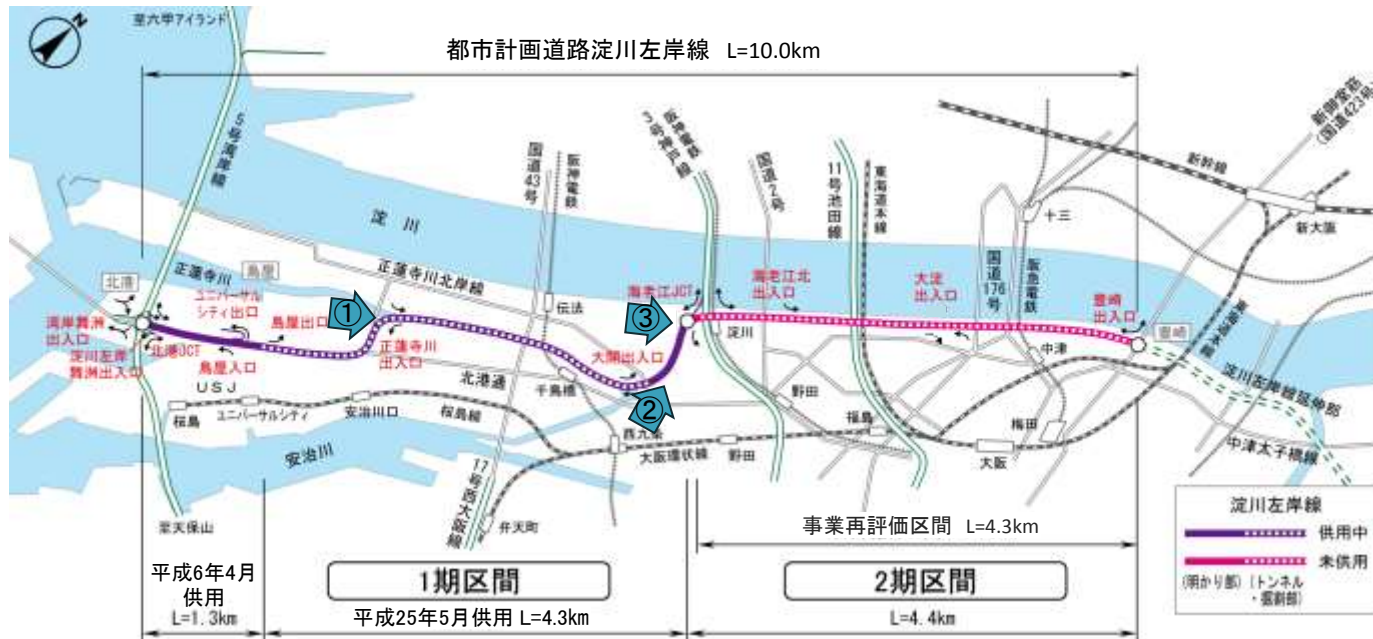 N
至六甲アイランド
都市計画道路淀川左岸線 L=10.0km
5号湾岸線
国道43号
阪神電鉄
阪神電鉄
3号神戸線
国道2号
11号池田線
東海道本線
新御堂筋
(国道423号)
新幹線
新大阪
十三
淀川
国道176号
阪急電鉄
正蓮寺川
北港
島屋
正蓮寺川北岸線
ユニバーサル
シティ出口
島屋出口
①
伝法
海老江JCT
③
海老江北
出入口
大淀
出入口
豊崎
出入口
豊崎
湾岸舞洲
出入口
北港JCT
淀川左岸
舞洲出入口
島屋入口
正蓮寺川
出入口
大開出入口
②
淀川
中津
東海道本線
USJ
北港通
千鳥橋
野田
福島
梅田
淀川左岸線延伸部
桜島
ユニバーサルシティ
安治川口
桜島線
西九条
大阪環状線
野田
大阪
中津太子橋線
安治川
17号西大阪線
至天保山
弁天町
事業再評価区間 L=4.3km
淀川左岸線
供用中
未供用
(明かり部)
(トンネル
・掘割部)
平成6年4月
供用
L=1.3km
1期区間
平成25年5月供用 L=4.3km
2期区間
L=4.4km